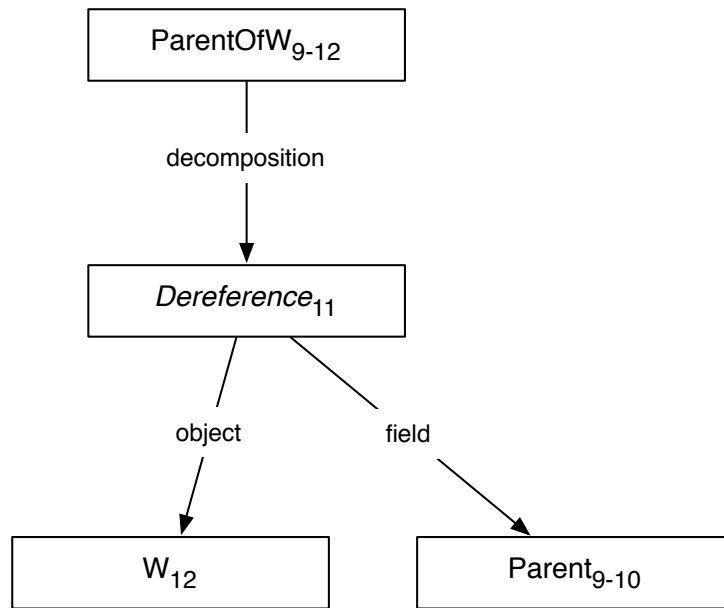 ParentOfW9-12
decomposition
Dereference11
object
field
W12
Parent9-10